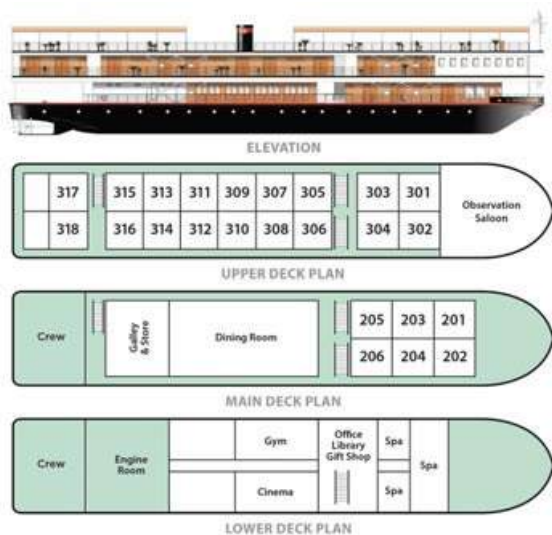 ELEVATION
317 315 313 311 309 307 305 303 301
Observation
Saloon
318 316 314 312 310 308 306 304 302
UPPER DECK PLAN
Crew
Galley
& Store
Dining Room
205 203 201
206 204 202
MAIN DECK PLAN
Crew
Engine
Room
Gym
Cinema
Office
Library
Gift Shop
Spa
Spa
Spa
LOWER DECK PLAN